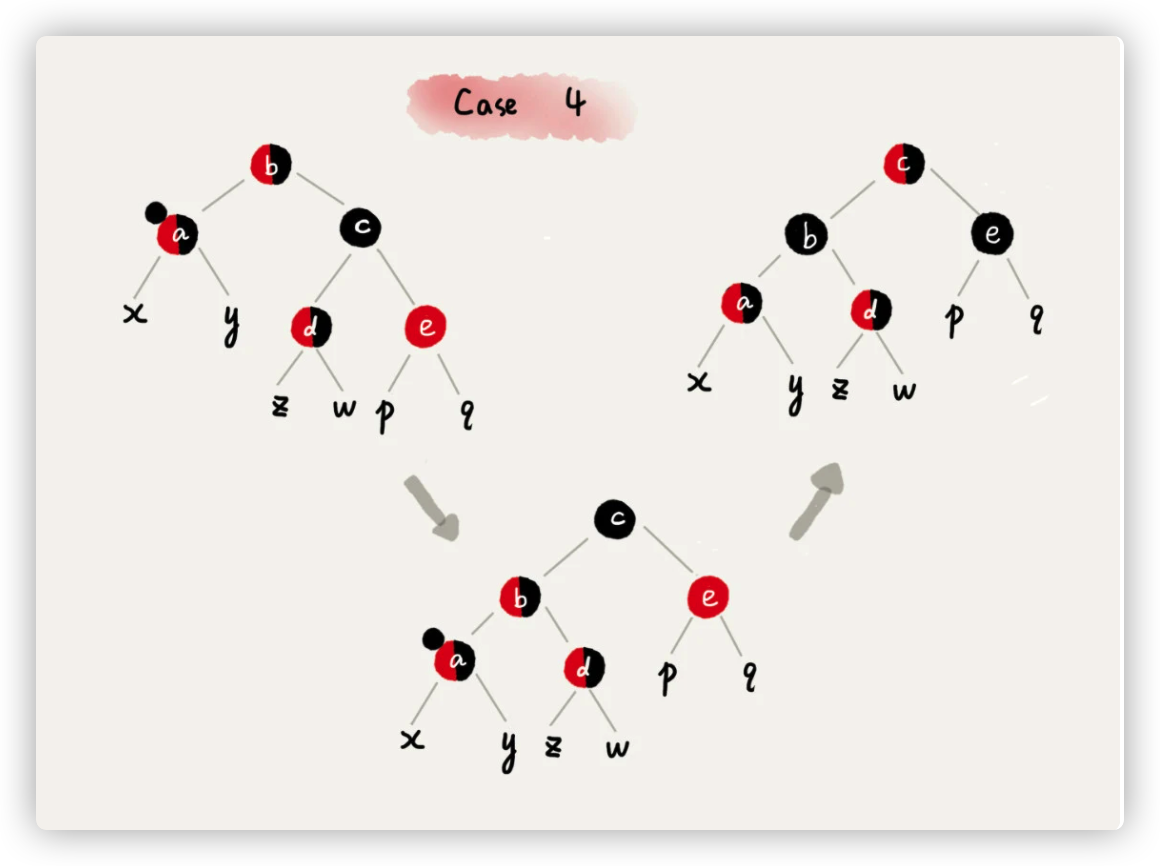 Case 4
b
a c
x y d e
z w p q
c
b e
a d p q
x y z w
c
b e
a d p q
x y z w